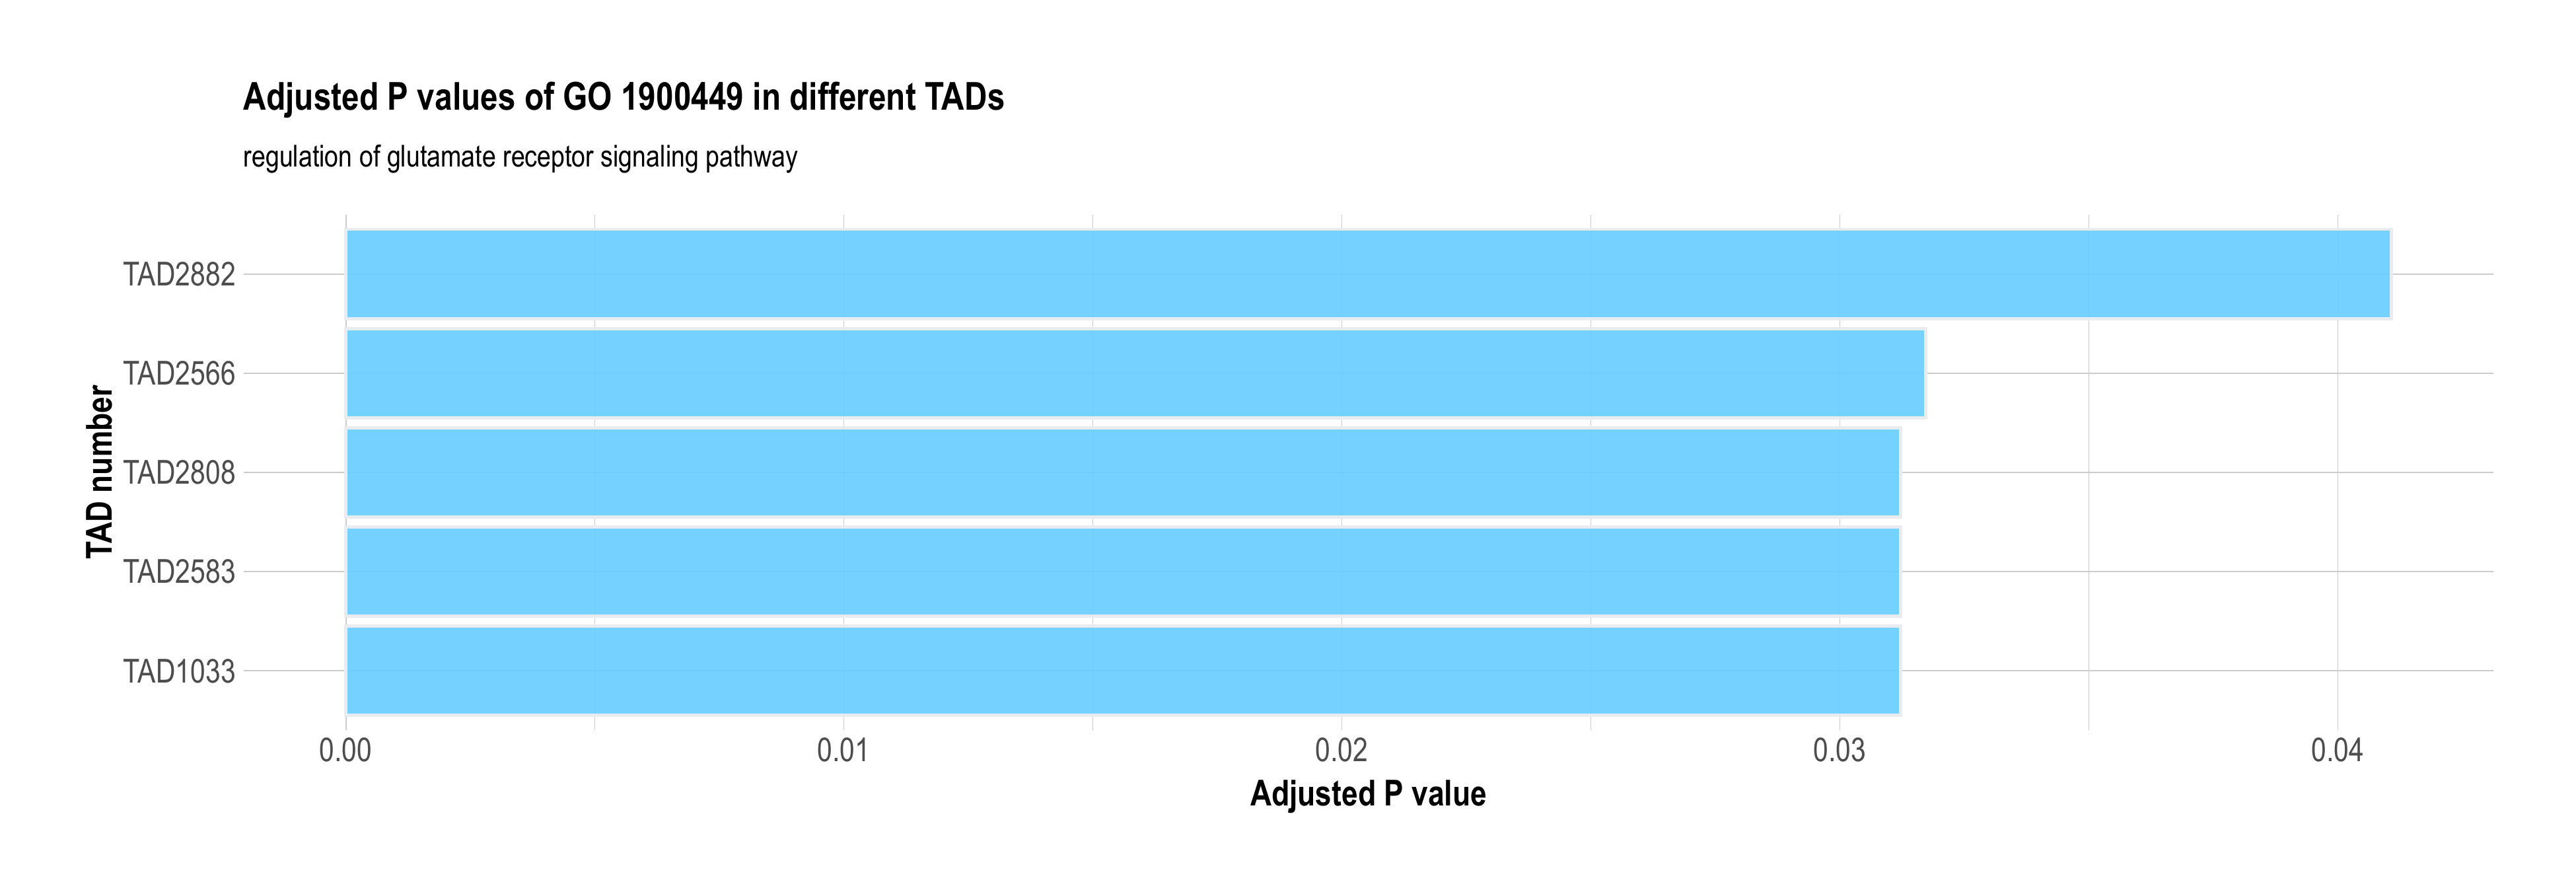 Adjusted P values of GO 1900449 in different TADs
regulation of glutamate receptor signaling pathway
TAD number
TAD2882
TAD2566
TAD2808
TAD2583
TAD1033
0.00 0.01 0.02 0.03 0.04
Adjusted P value